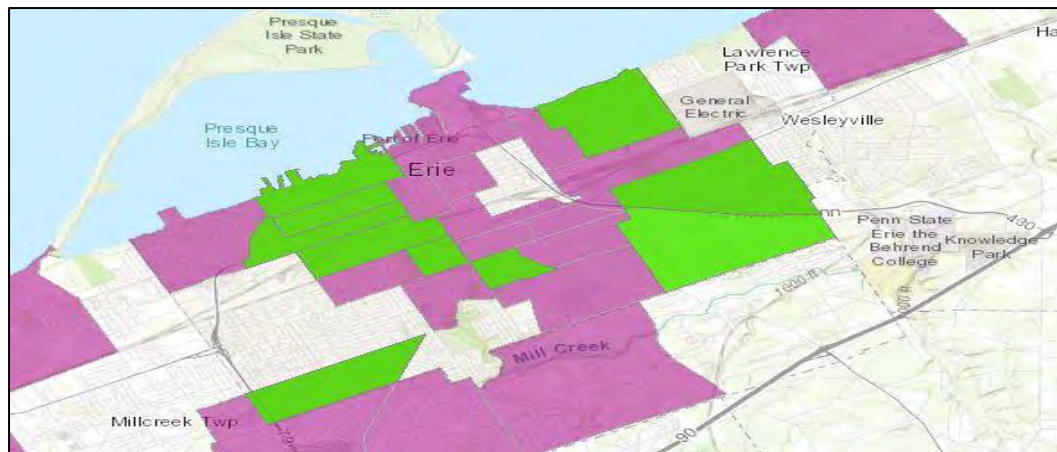 Presque
Isle State
Park
Lawrence
Park Twp
General
Electric
Wesleyville
Presque
Isle Bay
Port of Erie
Erie
Penn State
Erie the
Behrend
College
Knowledge
Park
430
1000 ft
Mill Creek
Millcreek Twp
79
90